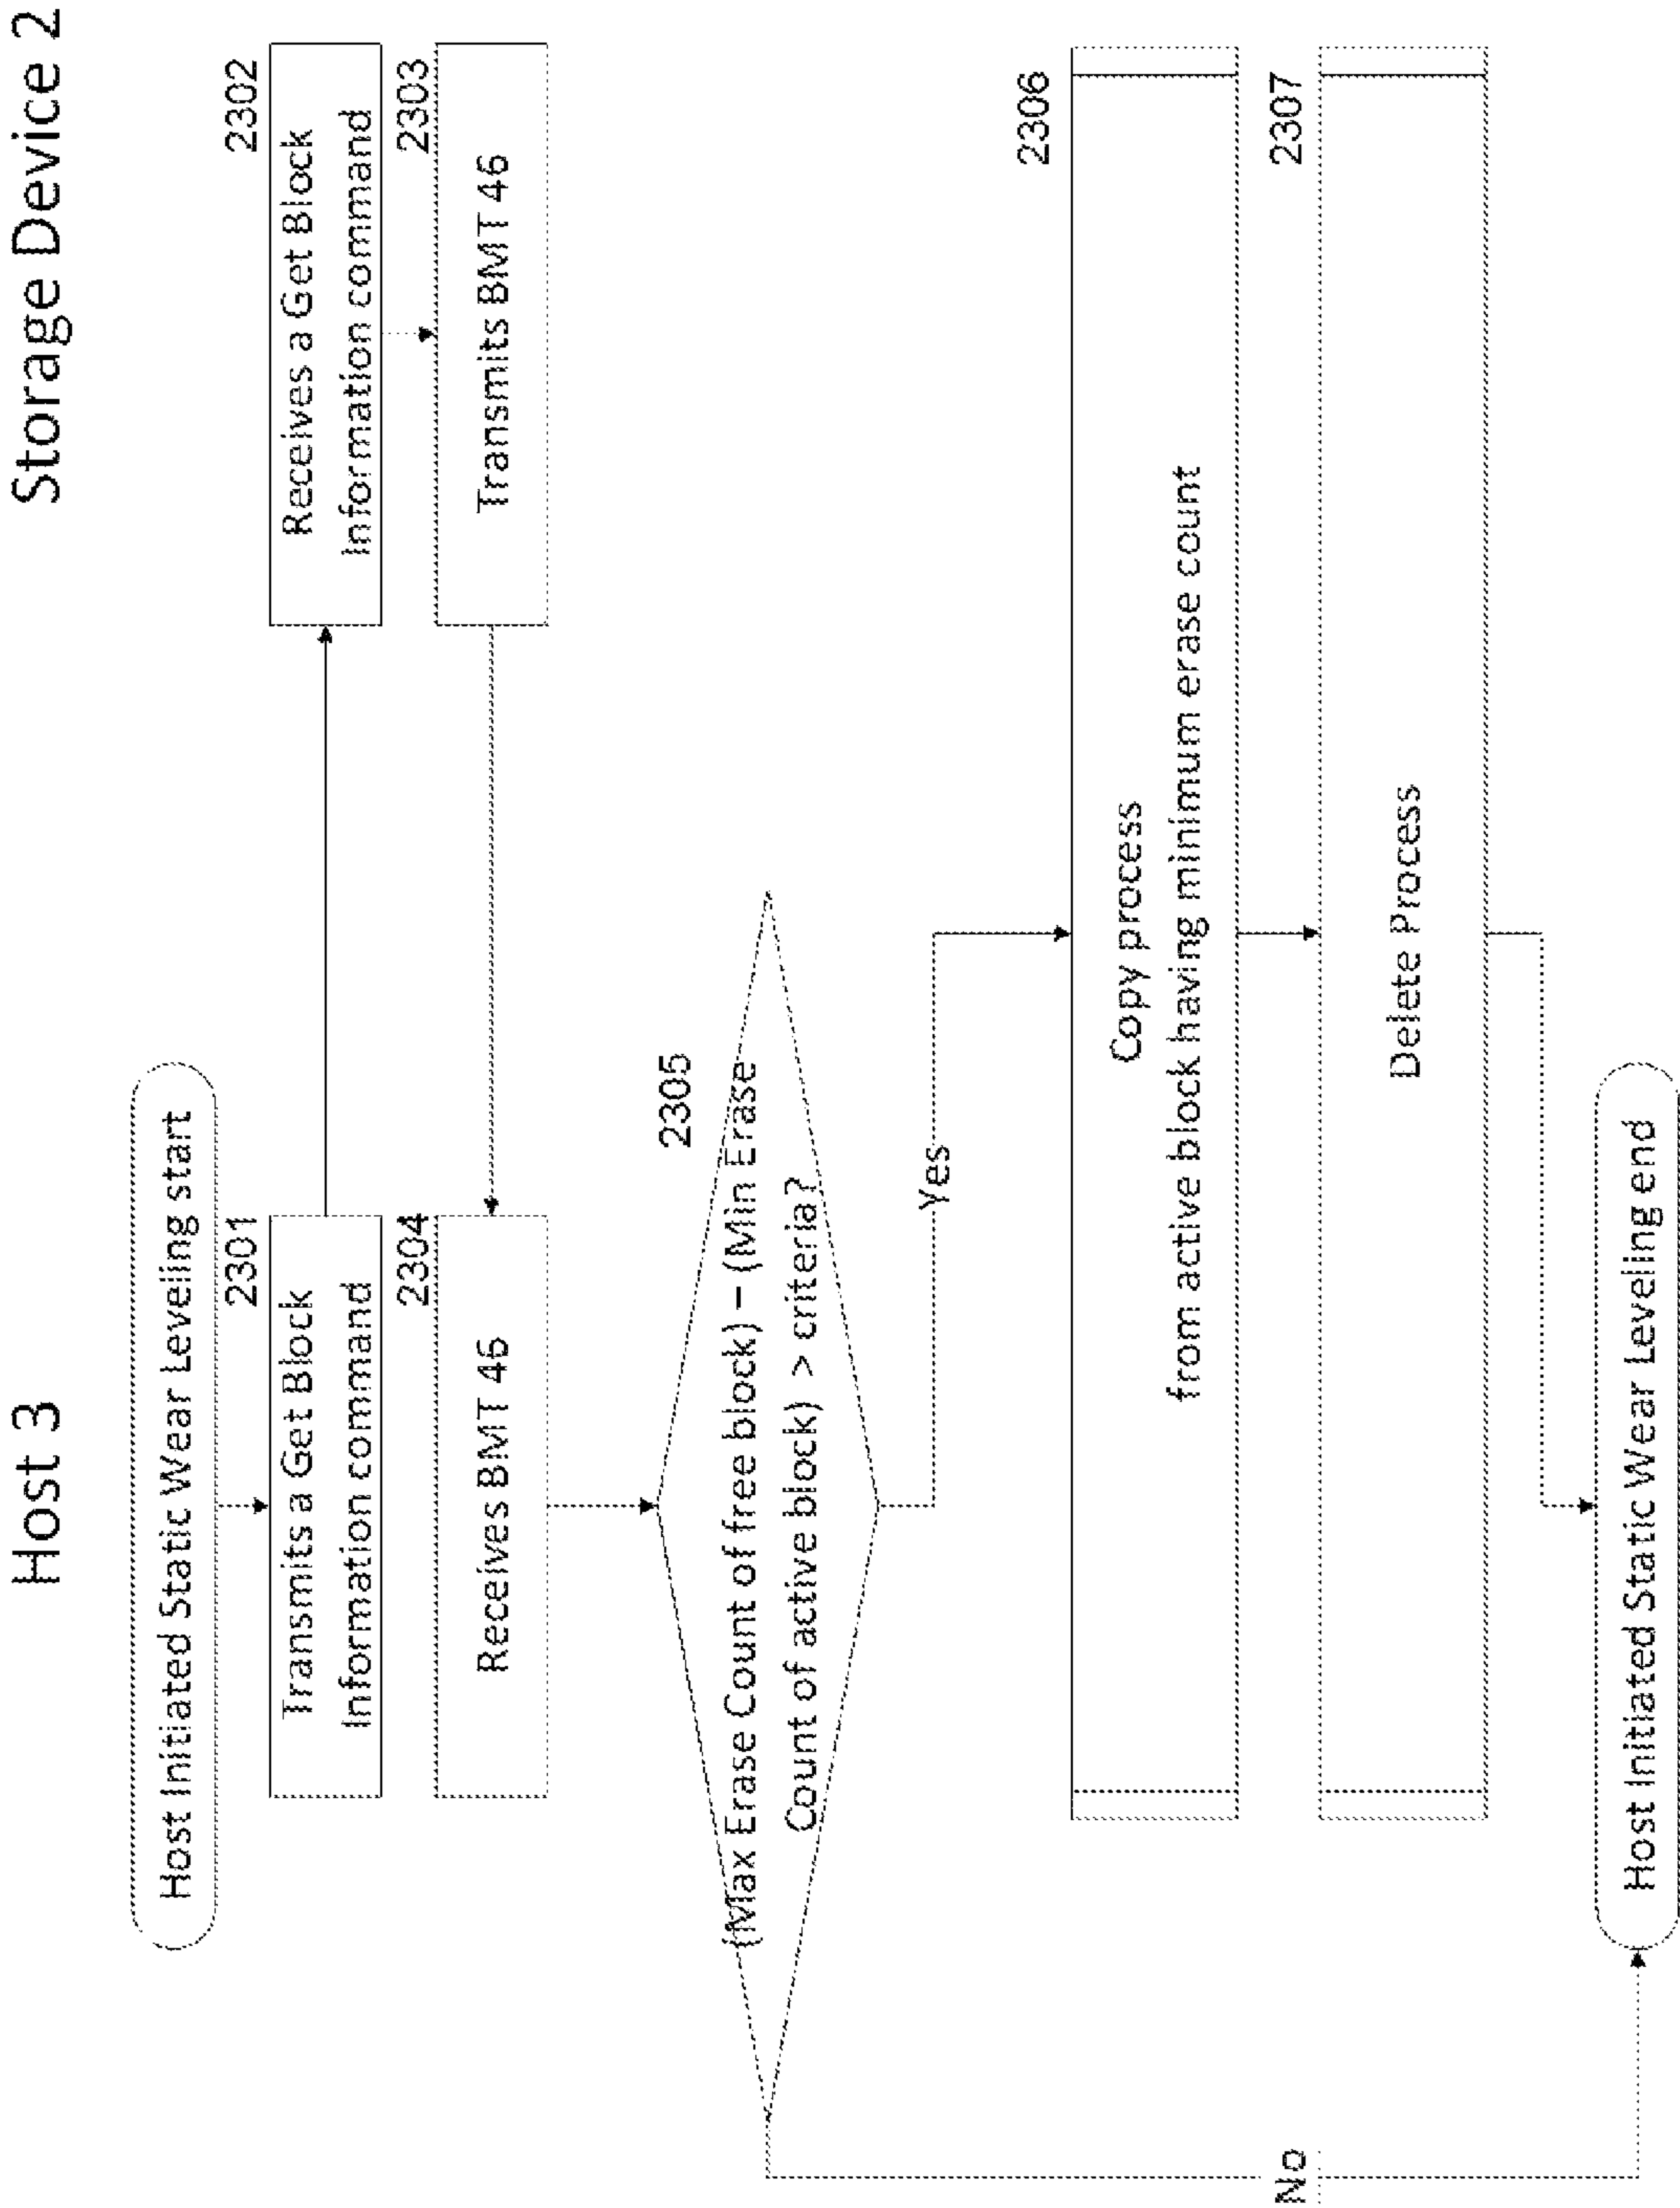 Host 3
Storage Device 2
Host Initiated Static Wear Leveling start
2301
Transmits a Get Block
Information command
2302
Receives a Get Block
Information command
2303
Transmits BMT 46
2304
Receives BMT 46
2305
(Max Erase Count of free block) – (Min Erase
Count of active block) > criteria?
Yes
No
2306
Copy process
from active block having minimum erase count
2307
Delete Process
Host Initiated Static Wear Leveling end